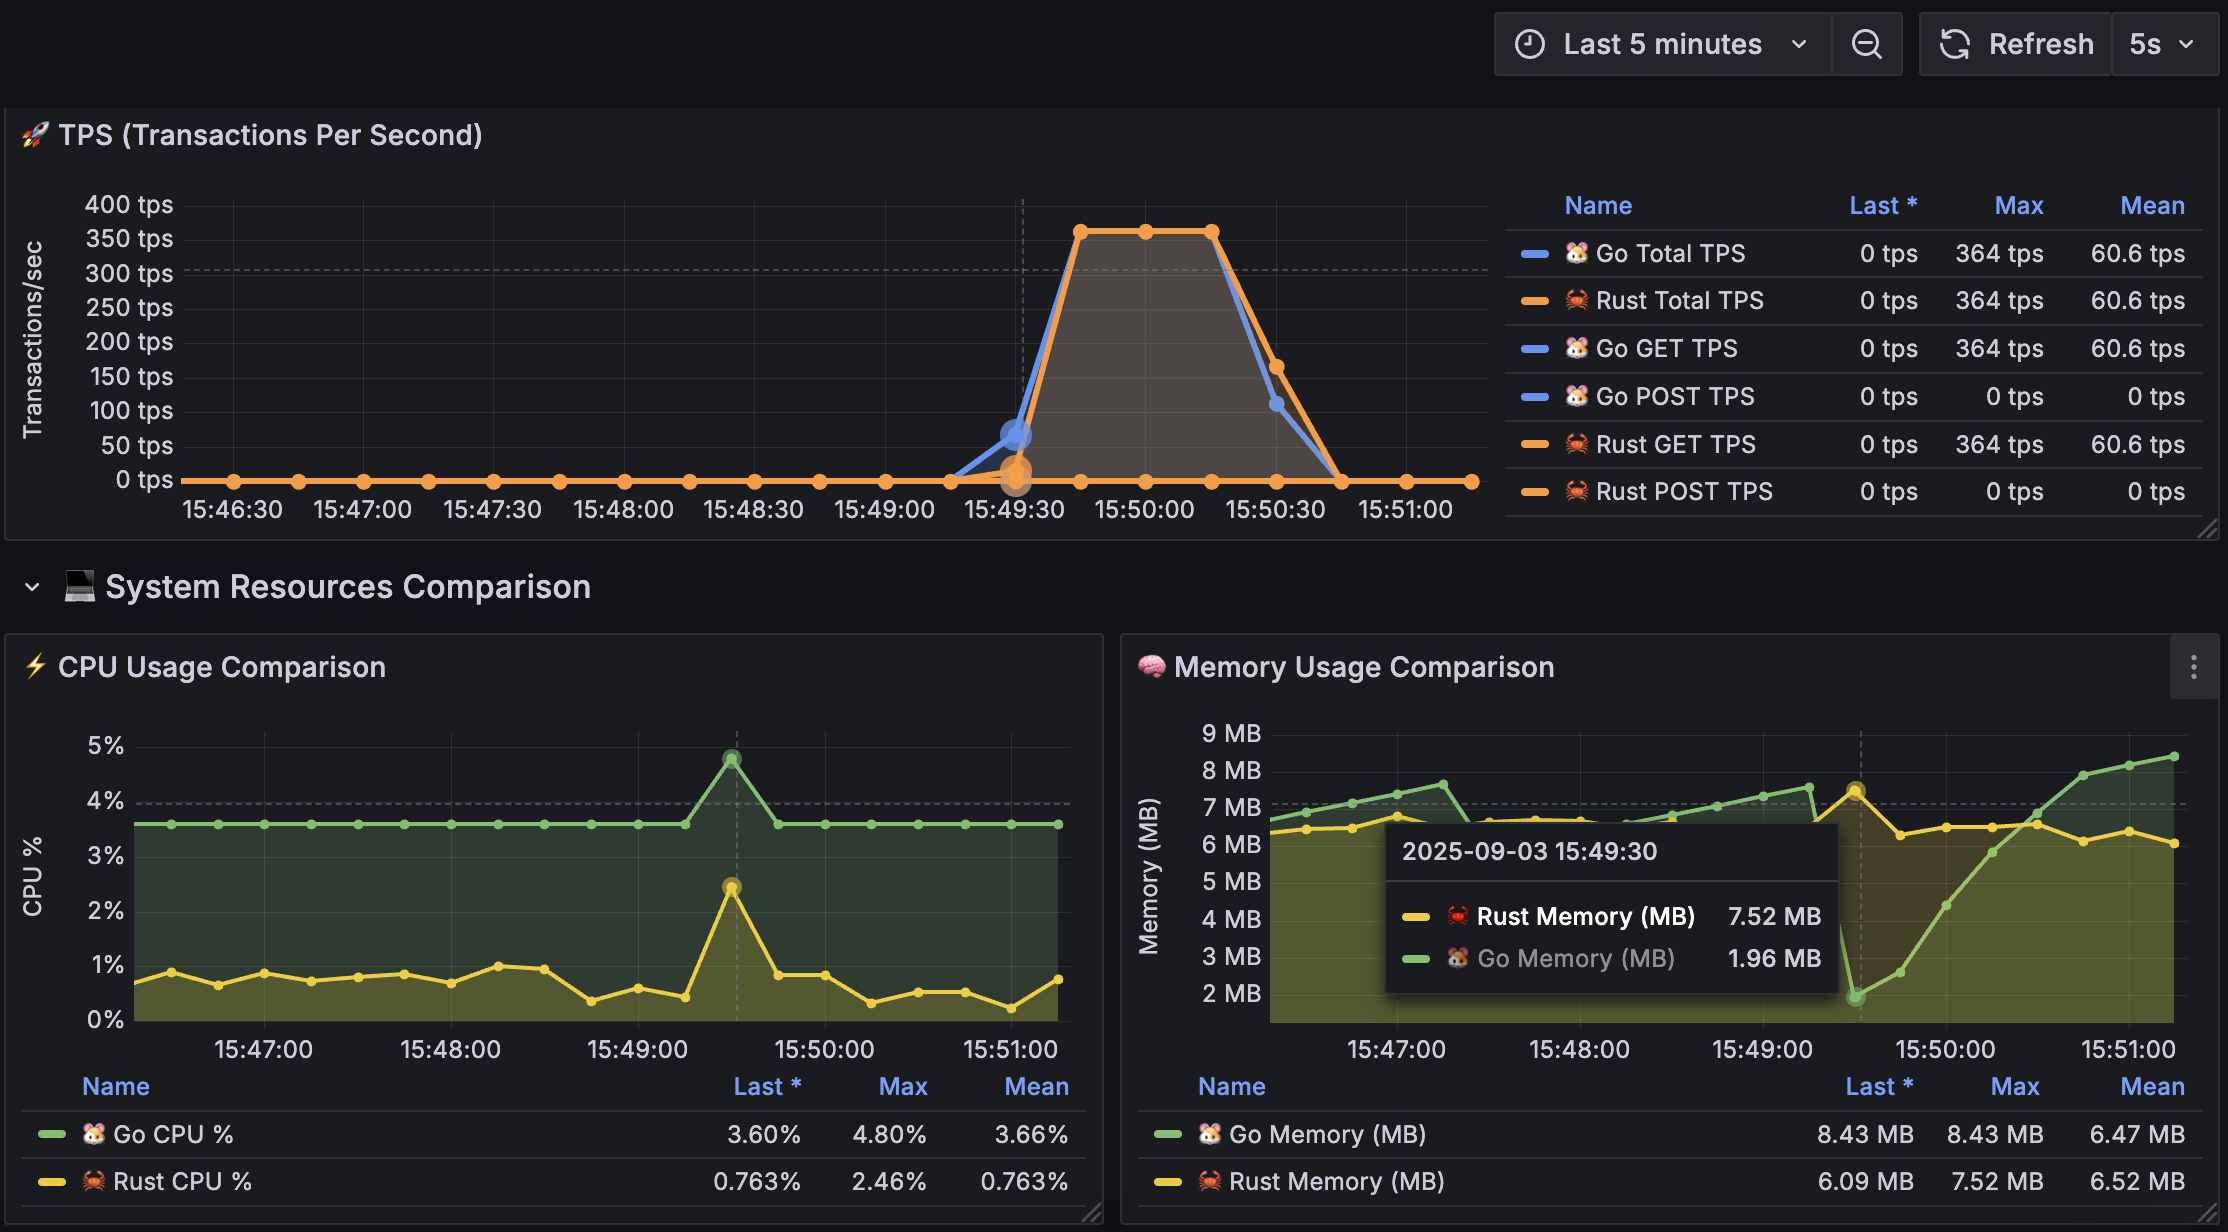 Last 5 minutes
Refresh
5s
🚀 TPS (Transactions Per Second)
Transactions/sec
400 tps
350 tps
300 tps
250 tps
200 tps
150 tps
100 tps
50 tps
0 tps
15:46:30 15:47:00 15:47:30 15:48:00 15:48:30 15:49:00 15:49:30 15:50:00 15:50:30 15:51:00
Name Last * Max Mean
🐹 Go Total TPS 0 tps 364 tps 60.6 tps
🦀 Rust Total TPS 0 tps 364 tps 60.6 tps
🐹 Go GET TPS 0 tps 364 tps 60.6 tps
🐹 Go POST TPS 0 tps 0 tps 0 tps
🦀 Rust GET TPS 0 tps 364 tps 60.6 tps
🦀 Rust POST TPS 0 tps 0 tps 0 tps
💻 System Resources Comparison
⚡ CPU Usage Comparison
CPU %
5%
4%
3%
2%
1%
0%
15:47:00 15:48:00 15:49:00 15:50:00 15:51:00
Name Last * Max Mean
🐹 Go CPU % 3.60% 4.80% 3.66%
🦀 Rust CPU % 0.763% 2.46% 0.763%
🧠 Memory Usage Comparison
Memory (MB)
9 MB
8 MB
7 MB
6 MB
5 MB
4 MB
3 MB
2 MB
2025-09-03 15:49:30
🦀 Rust Memory (MB) 7.52 MB
🐹 Go Memory (MB) 1.96 MB
15:47:00 15:48:00 15:49:00 15:50:00 15:51:00
Name Last * Max Mean
🐹 Go Memory (MB) 8.43 MB 8.43 MB 6.47 MB
🦀 Rust Memory (MB) 6.09 MB 7.52 MB 6.52 MB